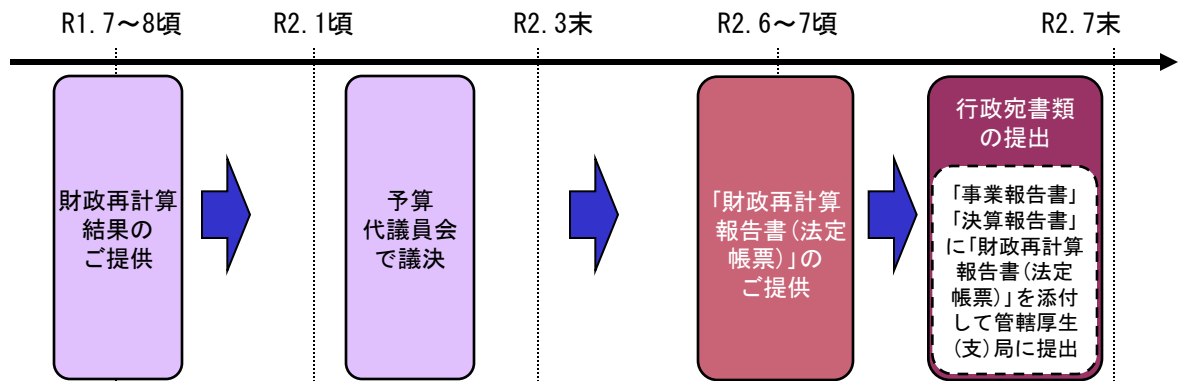 R1.7～8頃
R2.1頃
R2.3末
R2.6～7頃
R2.7末
財政再計算
結果の
ご提供
予算
代議員会
で議決
「財政再計算
報告書(法定
帳票)」の
ご提供
行政宛書類
の提出
「事業報告書」
「決算報告書」
に「財政再計算
報告書(法定
帳票)」を添付
して管轄厚生
(支)局に提出